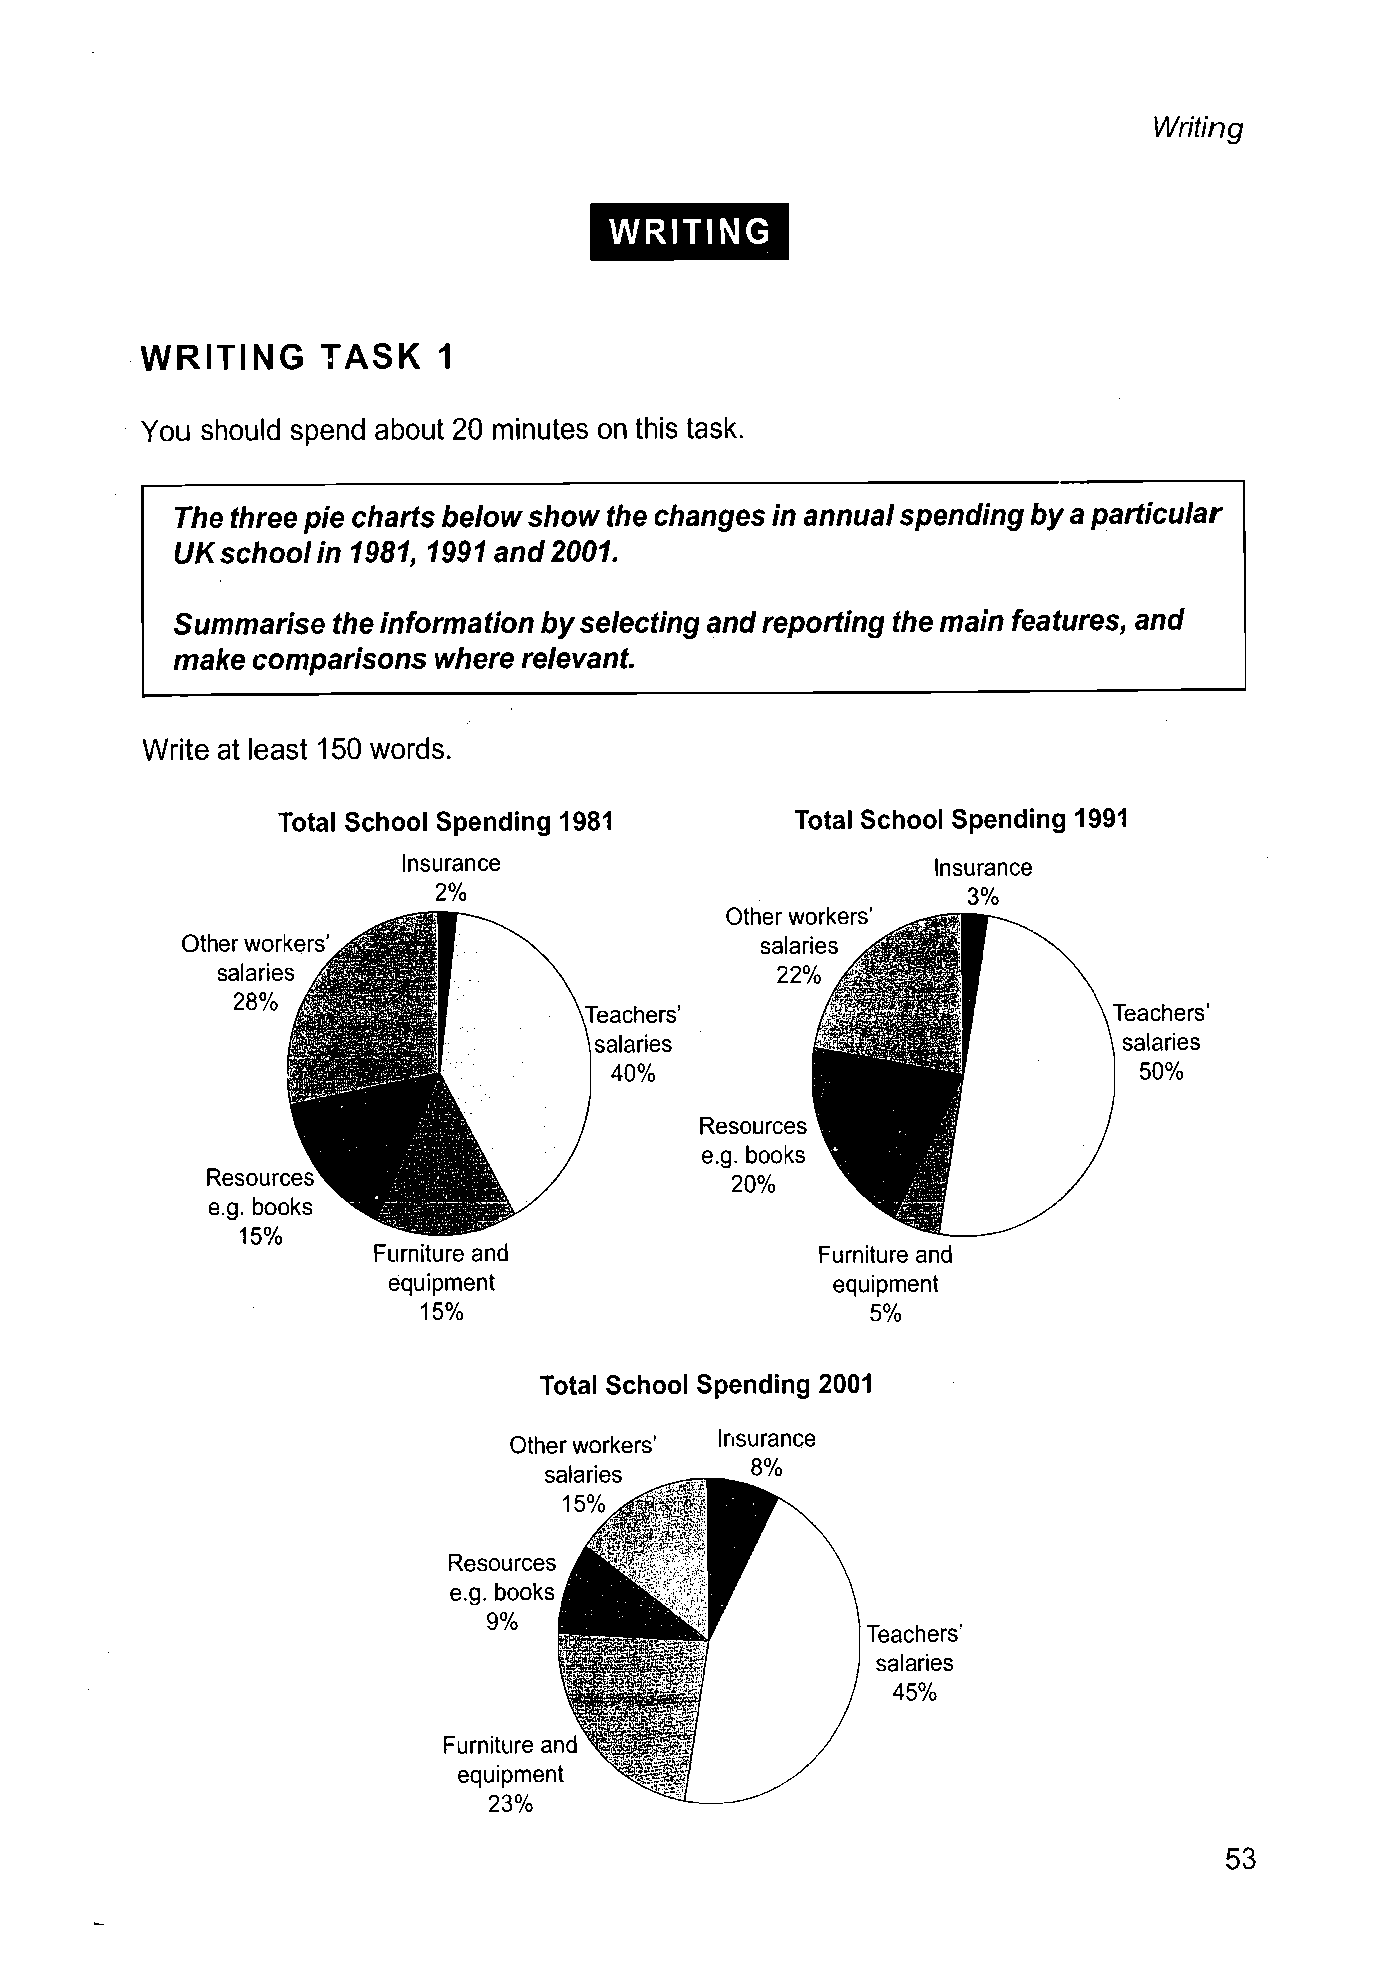 Writing
WRITING
WRITING TASK 1
You should spend about 20 minutes on this task.
The three pie charts below show the changes in annual spending by a particular
UK school in 1981, 1991 and 2001.
Summarise the information by selecting and reporting the main features, and
make comparisons where relevant.
Write at least 150 words.
Total School Spending 1981
Insurance
2%
Other workers'
salaries
28%
Teachers'
salaries
40%
Resources
e.g. books
15%
Furniture and
equipment
15%
Total School Spending 1991
Insurance
3%
Other workers'
salaries
22%
Teachers'
salaries
50%
Resources
e.g. books
20%
Furniture and
equipment
5%
Total School Spending 2001
Other workers'
salaries
15%
Insurance
8%
Resources
e.g. books
9%
Teachers'
salaries
45%
Furniture and
equipment
23%
53